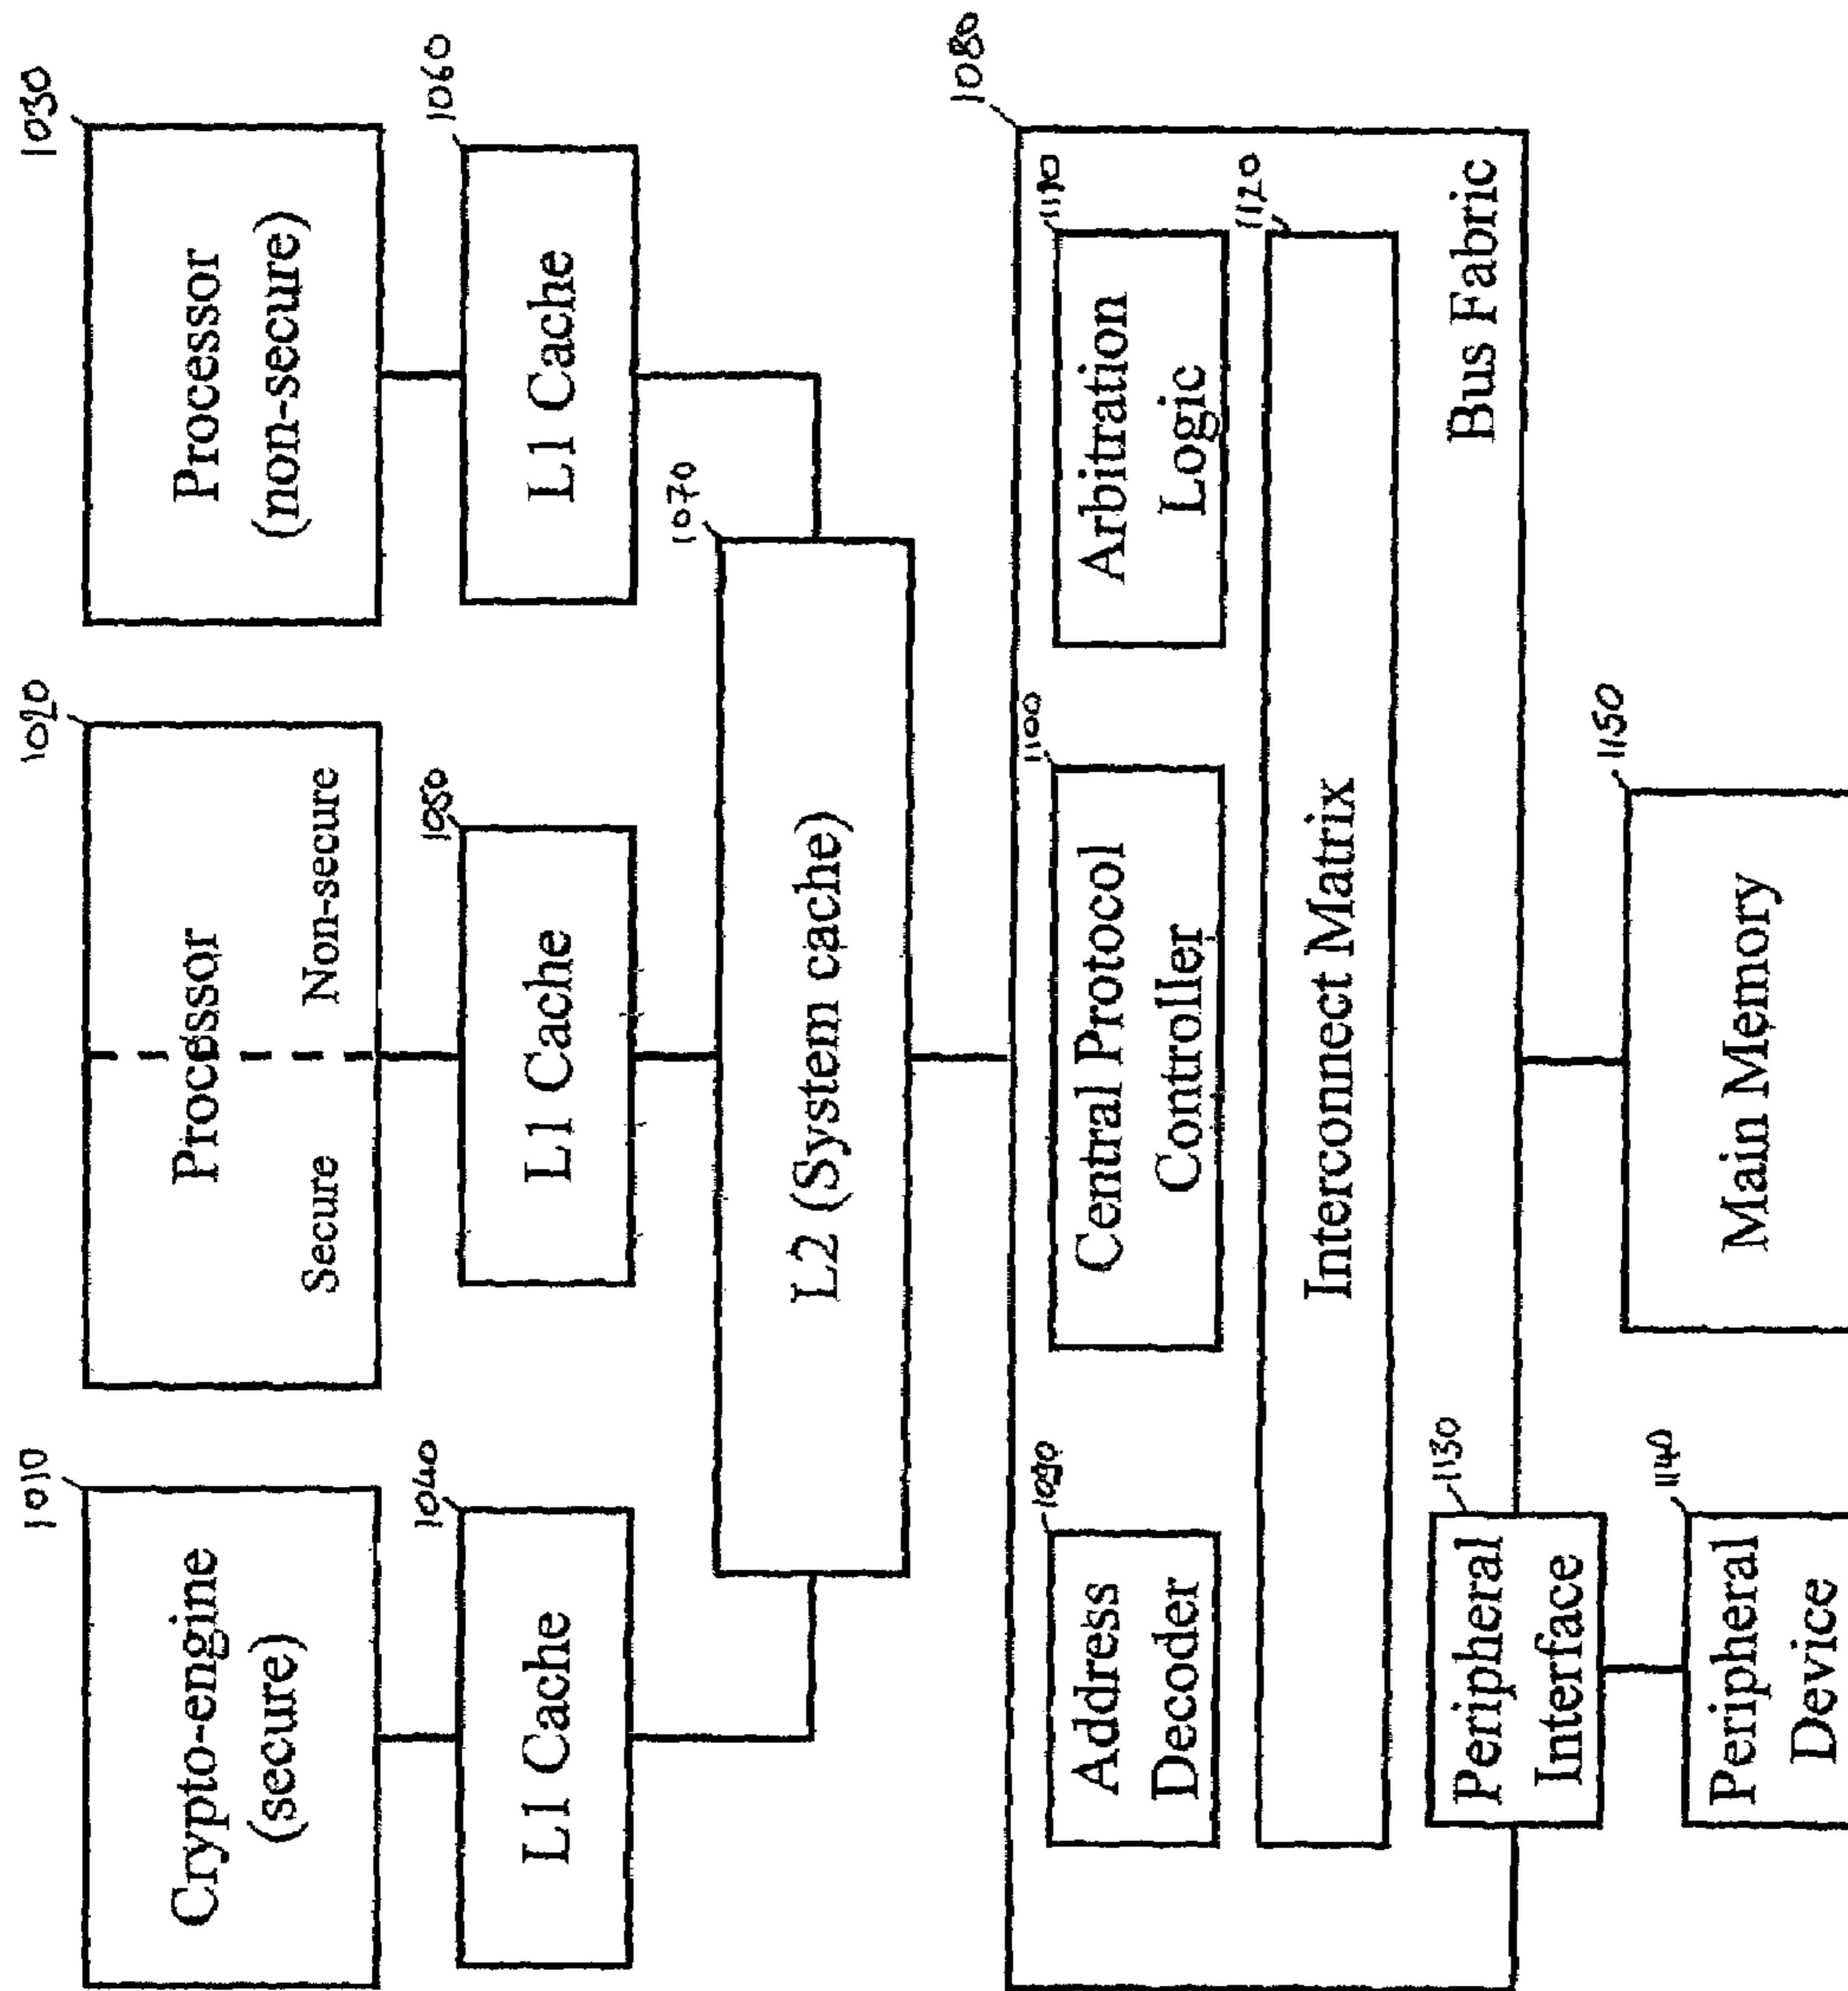 1010
1020
1030
Crypto-engine
(secure)
Processor
Secure
Non-secure
Processor
(non-secure)
1040
1050
1060
L1 Cache
L1 Cache
L1 Cache
1070
L2 (System cache)
1080
1090
1100
1110
Address
Decoder
Central Protocol
Controller
Arbitration
Logic
1120
Interconnect Matrix
1130
Peripheral
Interface
Bus Fabric
1140
1150
Peripheral
Device
Main Memory